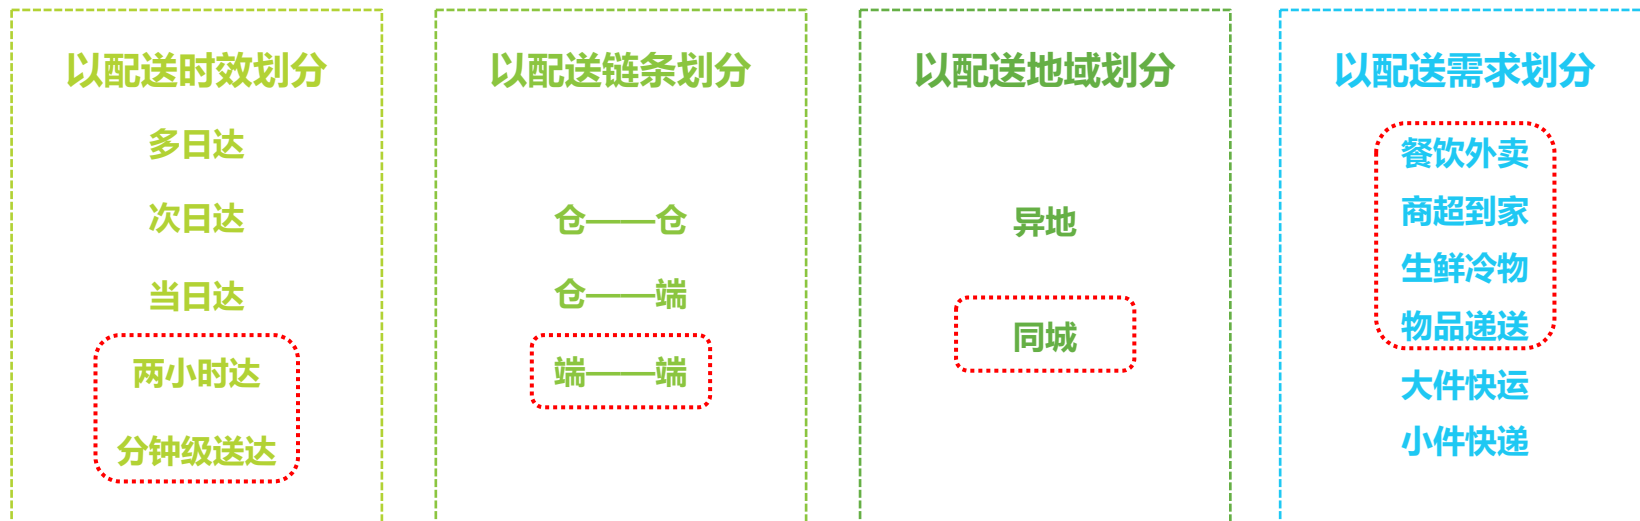 以配送时效划分
多日达
次日达
当日达
两小时达
分钟级送达
以配送链条划分
仓——仓
仓——端
端——端
以配送地域划分
异地
同城
以配送需求划分
餐饮外卖
商超到家
生鲜冷物
物品递送
大件快运
小件快递